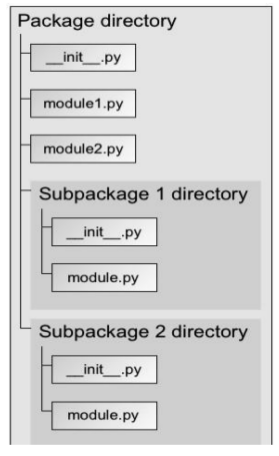 Package directory
__init__.py
module1.py
module2.py
Subpackage 1 directory
__init__.py
module.py
Subpackage 2 directory
__init__.py
module.py